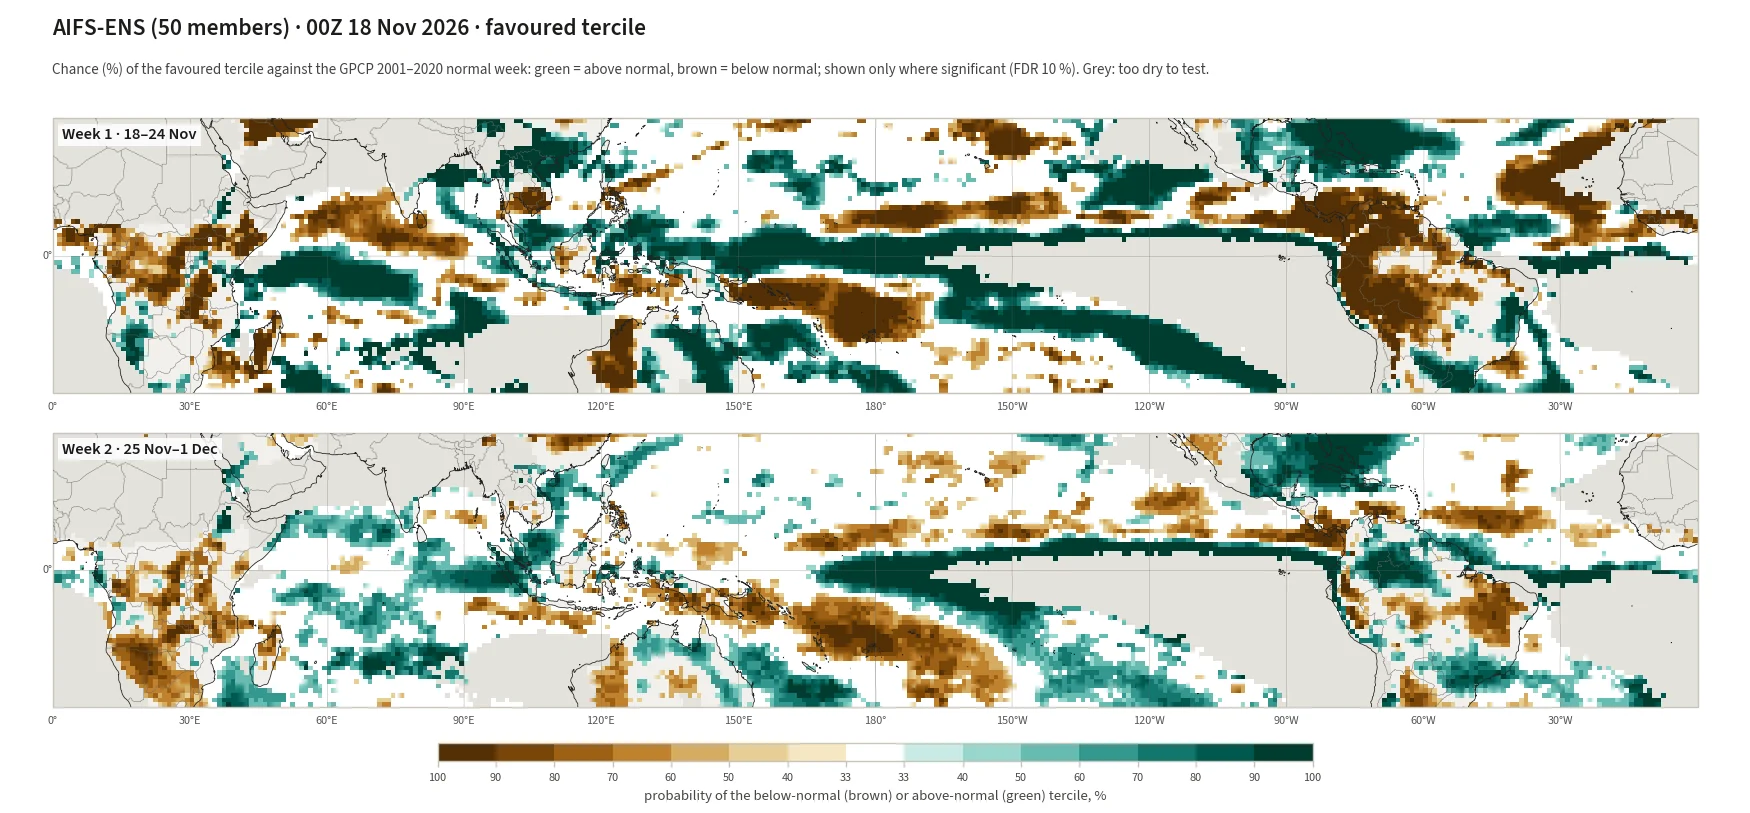 AIFS-ENS (50 members) · 00Z 18 Nov 2026 · favoured tercile
Chance (%) of the favoured tercile against the GPCP 2001–2020 normal week: green = above normal, brown = below normal; shown only where significant (FDR 10 %). Grey: too dry to test.
Week 1 · 18–24 Nov
0°
0° 30°E 60°E 90°E 120°E 150°E 180° 150°W 120°W 90°W 60°W 30°W
Week 2 · 25 Nov–1 Dec
0°
0° 30°E 60°E 90°E 120°E 150°E 180° 150°W 120°W 90°W 60°W 30°W
100 90 80 70 60 50 40 33 33 40 50 60 70 80 90 100
probability of the below-normal (brown) or above-normal (green) tercile, %